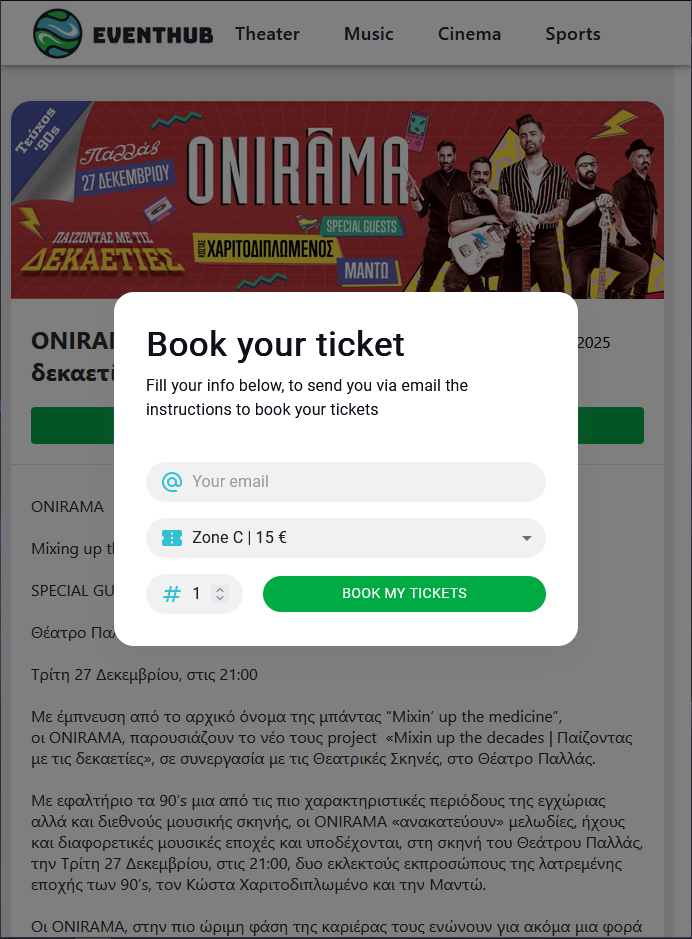 EVENTHUB Theater Music Cinema Sports
Τεύχος
'90s
Παλλάς
27 ΔΕΚΕΜΒΡΙΟΥ
ONIRAMA
SPECIAL GUESTS
ΚΩΣΤΑΣ ΧΑΡΙΤΟΔΙΠΛΩΜΕΝΟΣ
ΜΑΝΤΩ
ΠΑΙΖΟΝΤΑΣ ΜΕ ΤΙΣ
ΔΕΚΑΕΤΙΕΣ
ONIRAM 2025
δεκαετί
Book your ticket
Fill your info below, to send you via email the
instructions to book your tickets
@ Your email
Zone C | 15 €
# 1 BOOK MY TICKETS
ONIRAMA
Mixing up th
SPECIAL GU
Θέατρο Παλ
Τρίτη 27 Δεκεμβρίου, στις 21:00
Με έμπνευση από το αρχικό όνομα της μπάντας “Mixin’ up the medicine”,
οι ONIRAMA, παρουσιάζουν το νέο τους project «Mixin up the decades | Παίζοντας
με τις δεκαετίες», σε συνεργασία με τις Θεατρικές Σκηνές, στο Θέατρο Παλλάς.
Με εφαλτήριο τα 90’s μια από τις πιο χαρακτηριστικές περιόδους της εγχώριας
αλλά και διεθνούς μουσικής σκηνής, οι ONIRAMA «ανακατεύουν» μελωδίες, ήχους
και διαφορετικές μουσικές εποχές και υποδέχονται, στη σκηνή του Θεάτρου Παλλάς,
την Τρίτη 27 Δεκεμβρίου, στις 21:00, δυο εκλεκτούς εκπροσώπους της λατρεμένης
εποχής των 90’s, τον Κώστα Χαριτοδιπλωμένο και την Μαντώ.
Οι ONIRAMA, στην πιο ώριμη φάση της καριέρας τους ενώνουν για ακόμα μια φορά